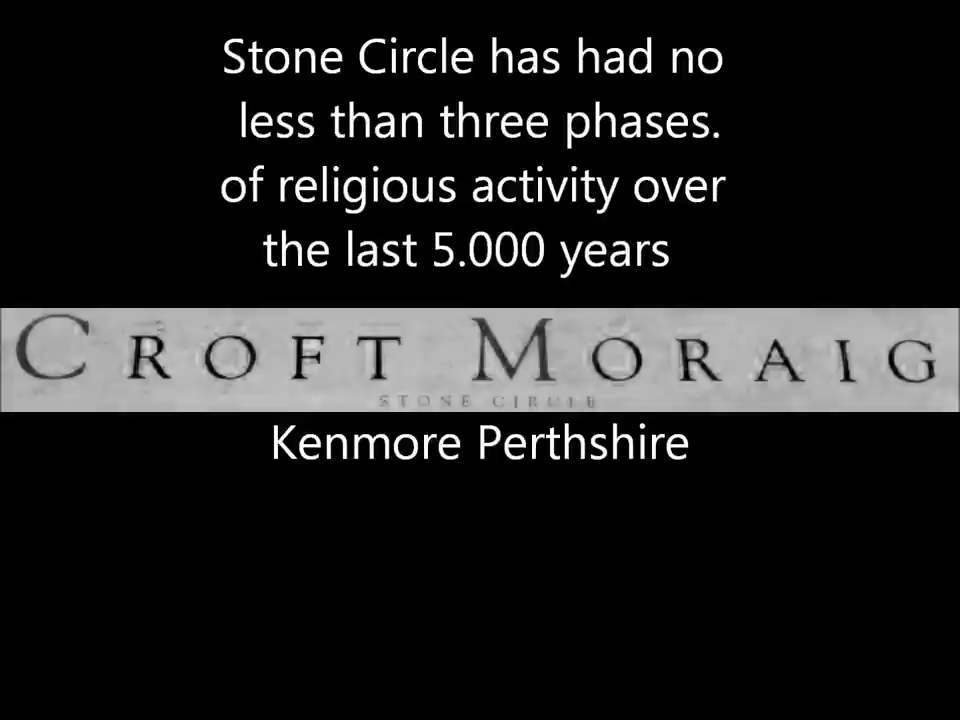 Stone Circle has had no
less than three phases.
of religious activity over
the last 5.000 years
CROFT MORAIG
STONE CIRCLE
Kenmore Perthshire